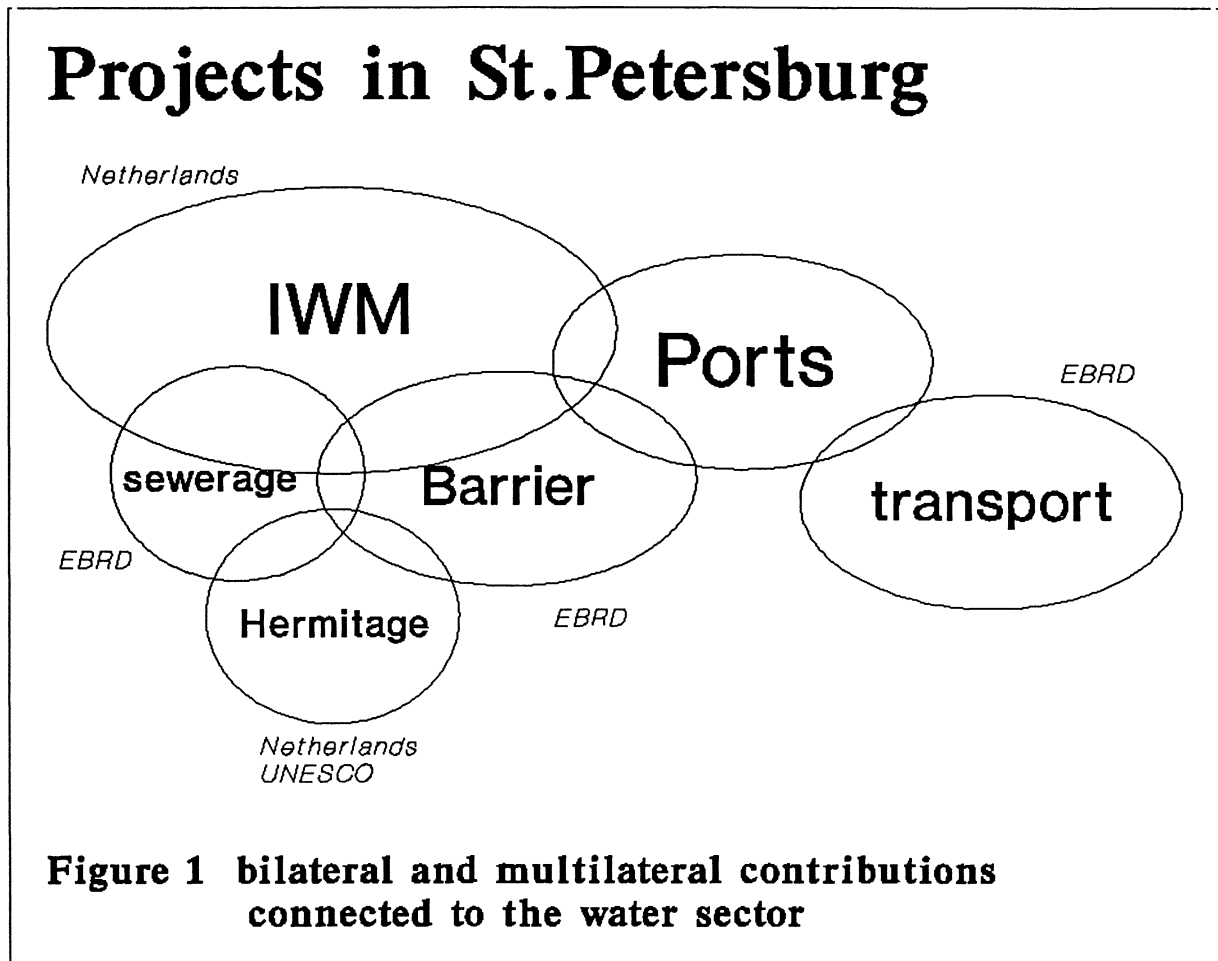 Projects in St.Petersburg
Netherlands
IWM
Ports
EBRD
sewerage
Barrier
transport
EBRD
Hermitage
EBRD
Netherlands
UNESCO
Figure 1 bilateral and multilateral contributions
connected to the water sector